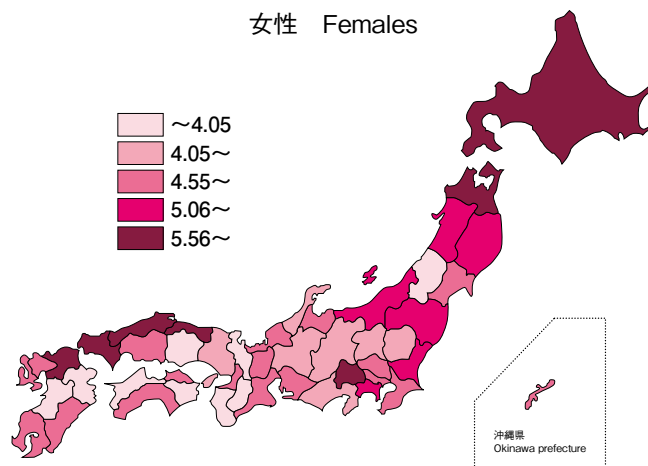 女性 Females
～4.05
4.05～
4.55～
5.06～
5.56～
沖縄県
Okinawa prefecture